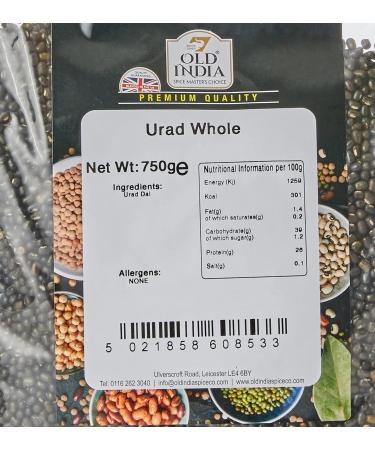 OLD INDIA
SPICE MASTER'S CHOICE
PREMIUM QUALITY
Urad Whole
Net Wt: 750g℮
Ingredients:
Urad Dal
Allergens:
NONE
Nutritional Information per 100g
Energy (Kj) 1259
Kcal 301
Fat(g) 1.4
of which saturates(g) 0.2
Carbohydrate(g) 39
of which sugar(g) 1.2
Protein(g) 26
Salt(g) 0.1
5 021858 608533
Ulverscroft Road, Leicester LE4 6BY
Tel: 0116 262 3040 | info@oldindiaspiceco.com | www.oldindiaspiceco.com